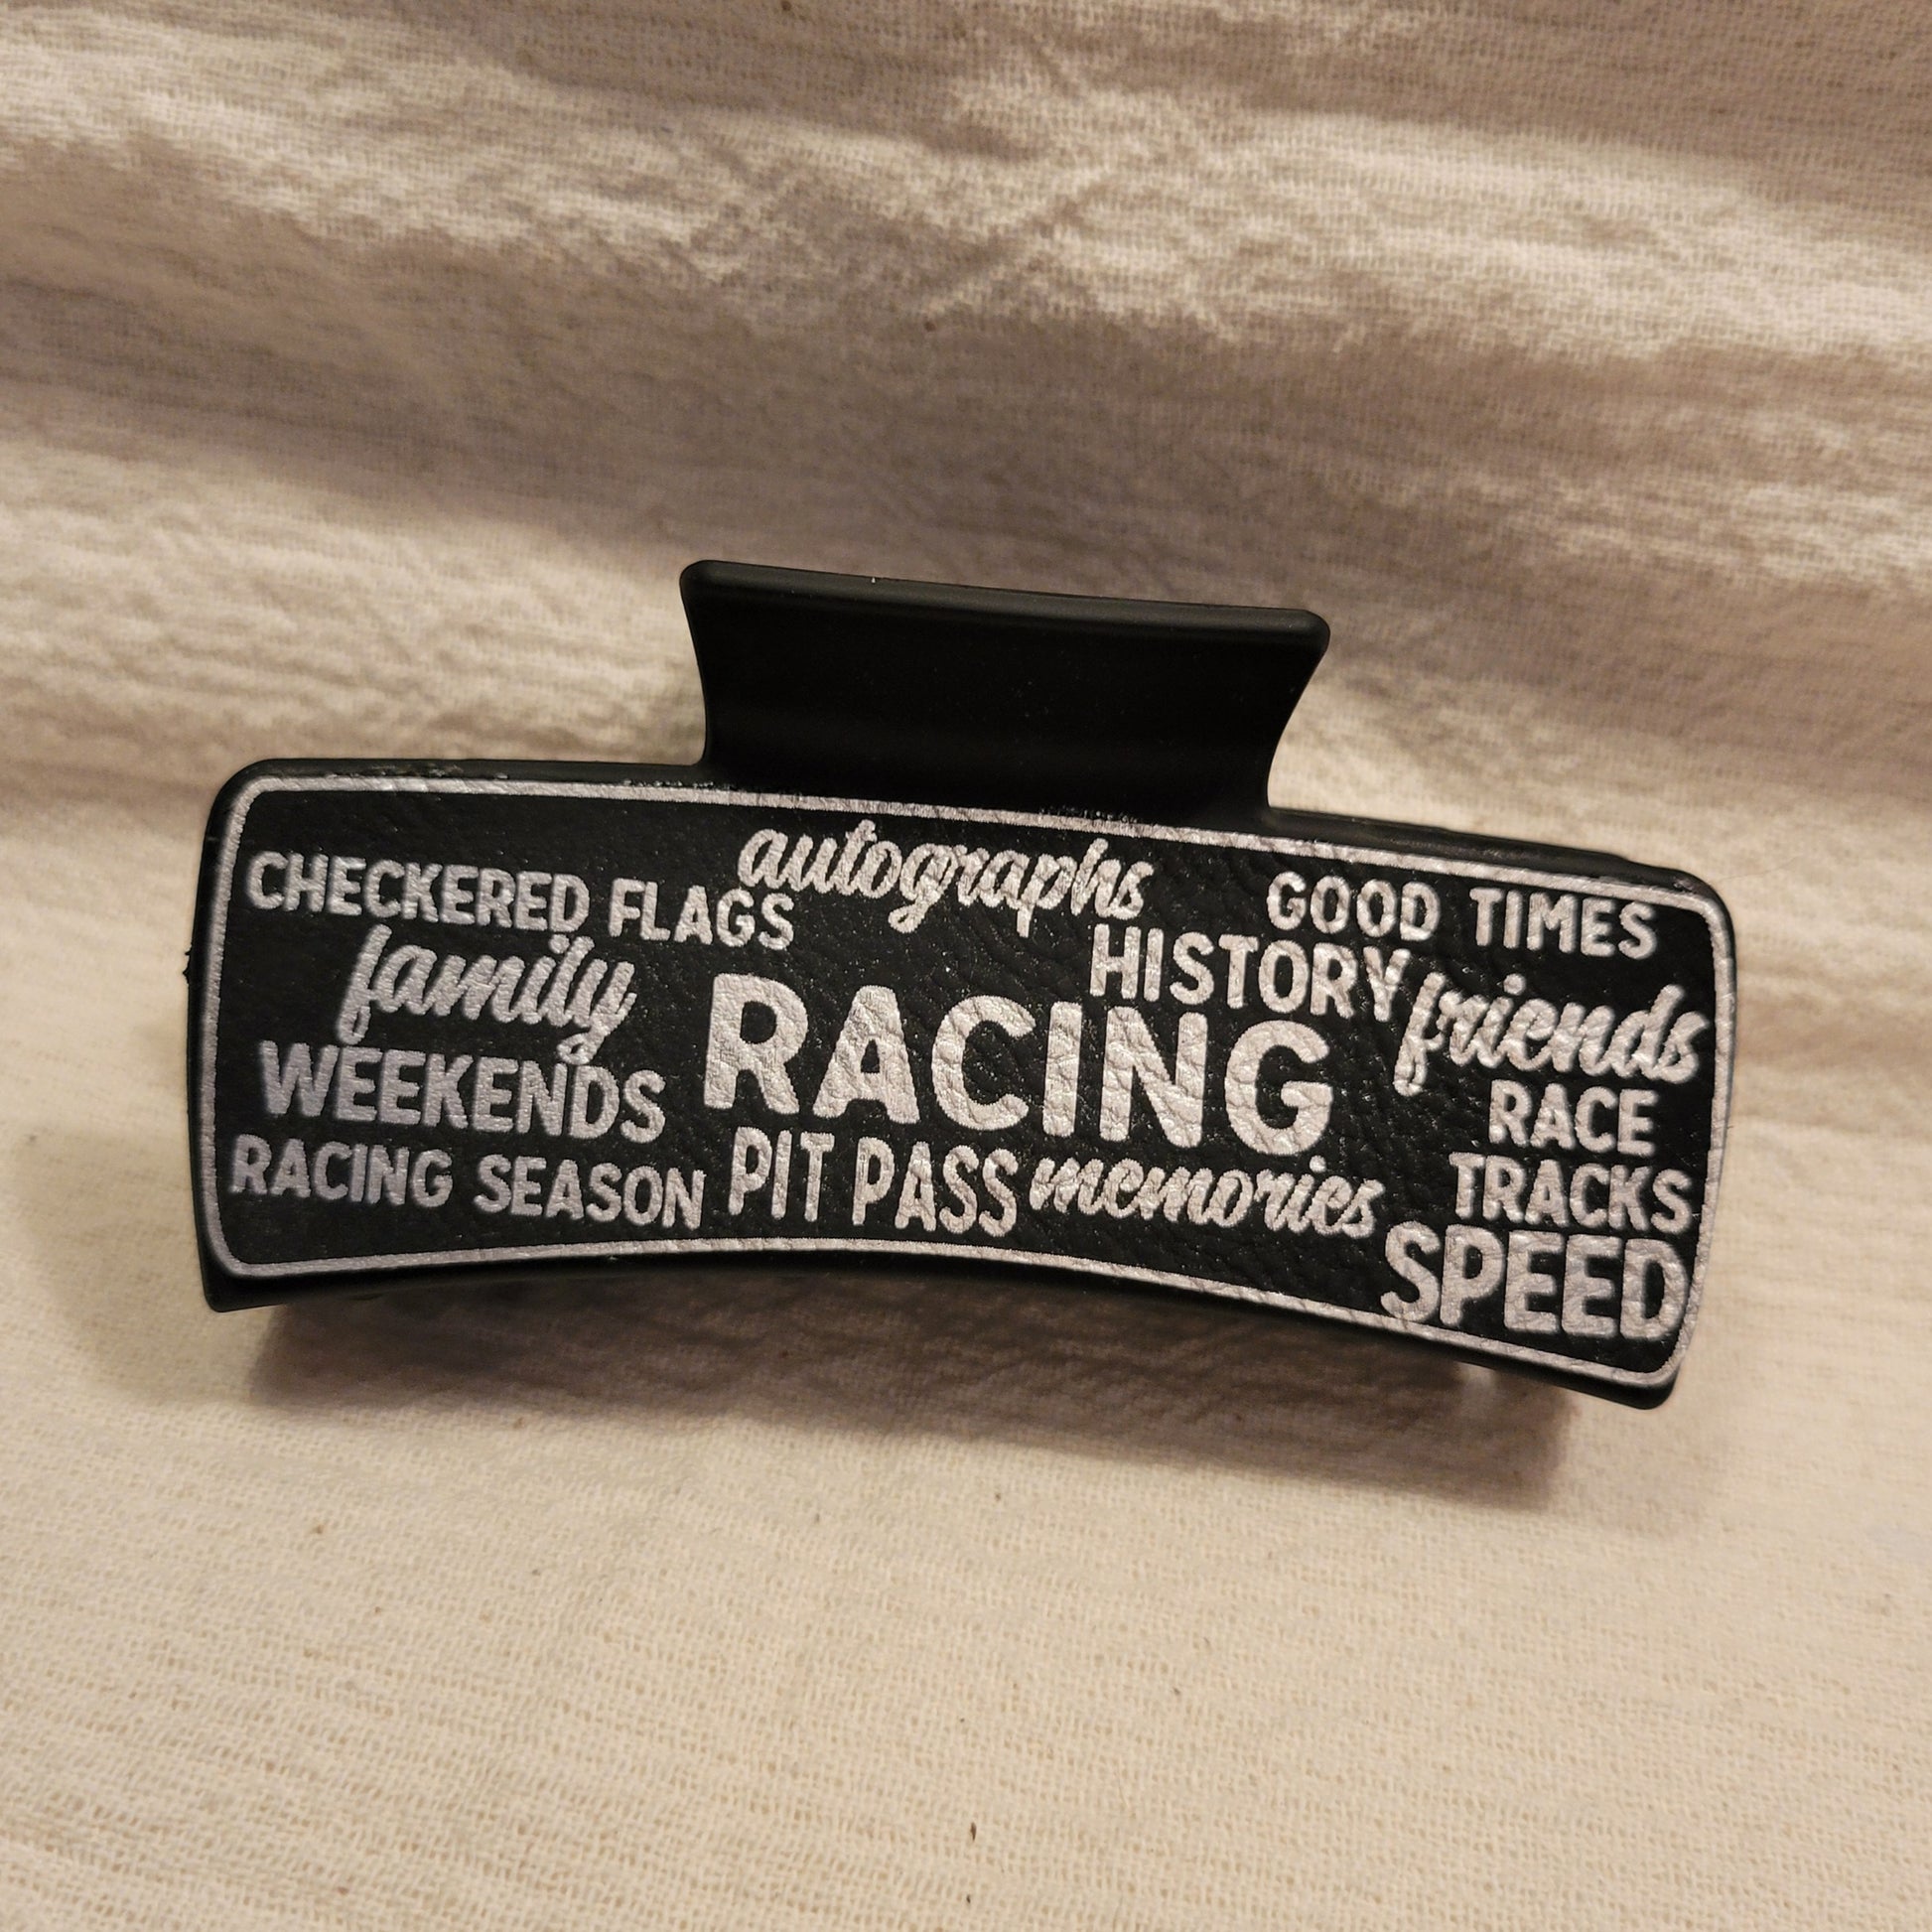 autographs
CHECKERED FLAGS
GOOD TIMES
family
HISTORY
friends
RACING
WEEKENDS
RACE
TRACKS
RACING SEASON
PIT PASS
memories
SPEED